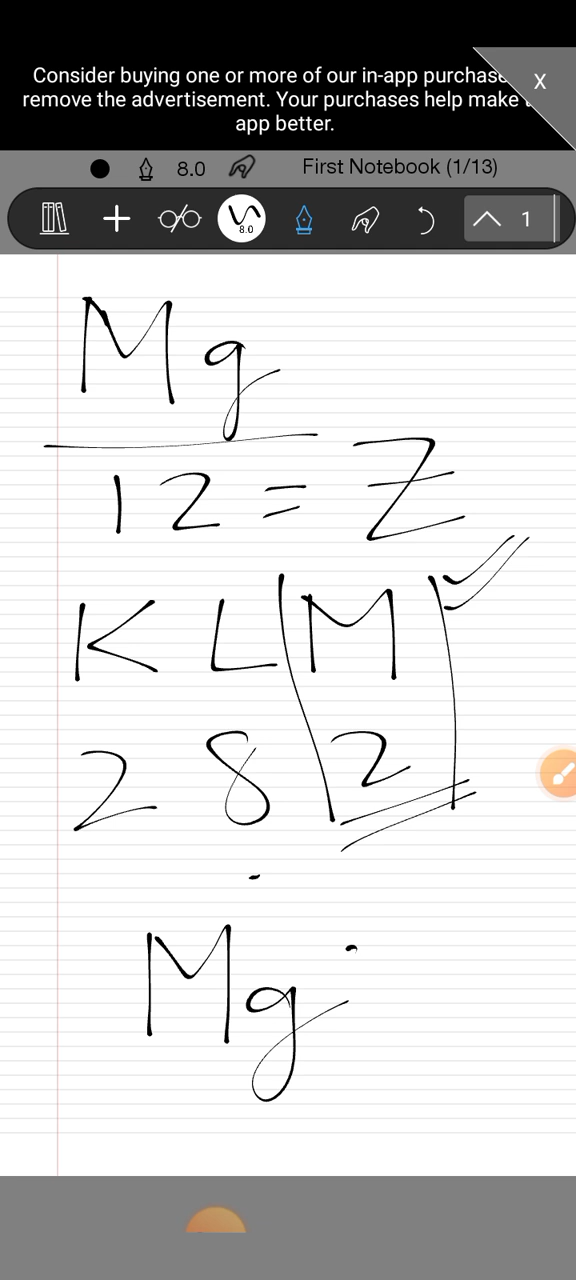 Consider buying one or more of our in-app purchase
remove the advertisement. Your purchases help make
app better.
X
8.0 First Notebook (1/13)
8.0 1
Mg
12 = Z
K L M
2 8 2
Mg